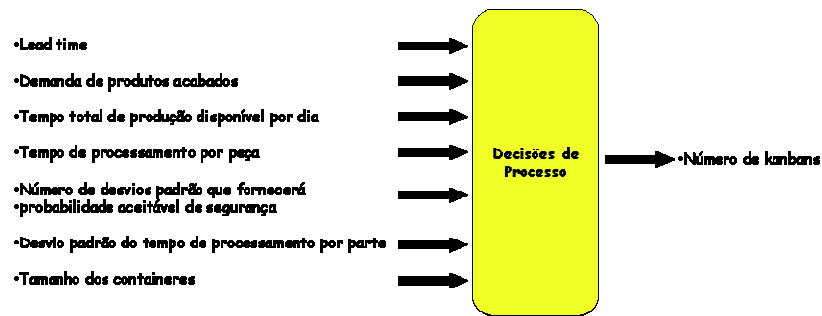 •Lead time
•Demanda de produtos acabados
•Tempo total de produção disponível por dia
•Tempo de processamento por peça
•Número de desvios padrão que fornecerá
•probabilidade aceitável de segurança
•Desvio padrão do tempo de processamento por parte
•Tamanho dos containeres
Decisões de
Processo
•Número de kanbans